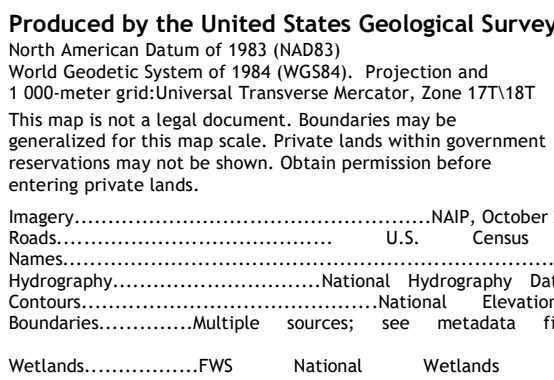 Produced by the United States Geological Survey
North American Datum of 1983 (NAD83)
World Geodetic System of 1984 (WGS84). Projection and
1 000-meter grid:Universal Transverse Mercator, Zone 17T\18T
This map is not a legal document. Boundaries may be
generalized for this map scale. Private lands within government
reservations may not be shown. Obtain permission before
entering private lands.
Imagery....................................................NAIP, October
Roads......................................... U.S. Census
Names.........................................................................
Hydrography...............................National Hydrography
Contours............................................National Elevation
Boundaries..............Multiple sources; see metadata
Wetlands.................FWS National Wetlands